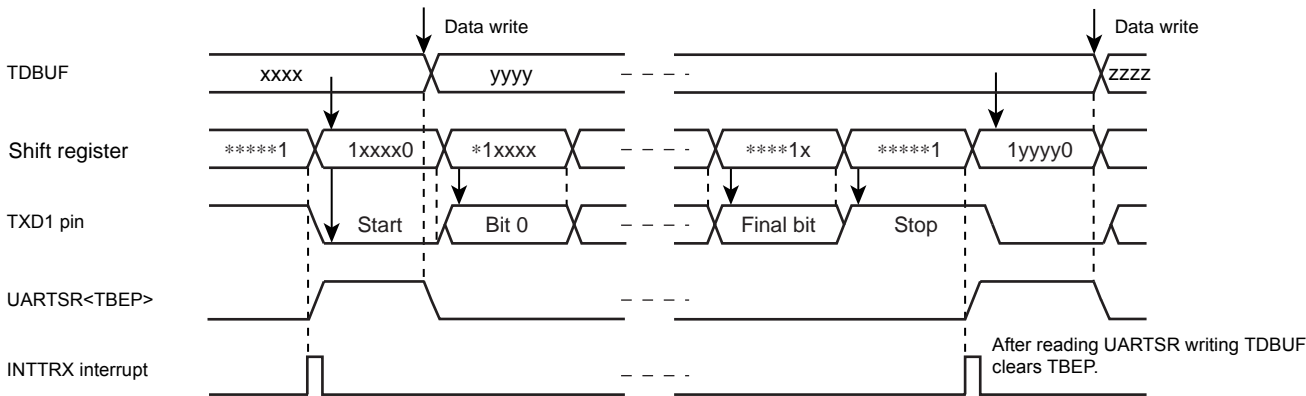 Data write Data write
TDBUF xxxx yyyy zzzz
Shift register *****1 1xxxx0 *1xxxx ****1x *****1 1yyyy0
TXD1 pin Start Bit 0 Final bit Stop
UARTSR<TBEP>
INTTRX interrupt
After reading UARTSR writing TDBUF
clears TBEP.